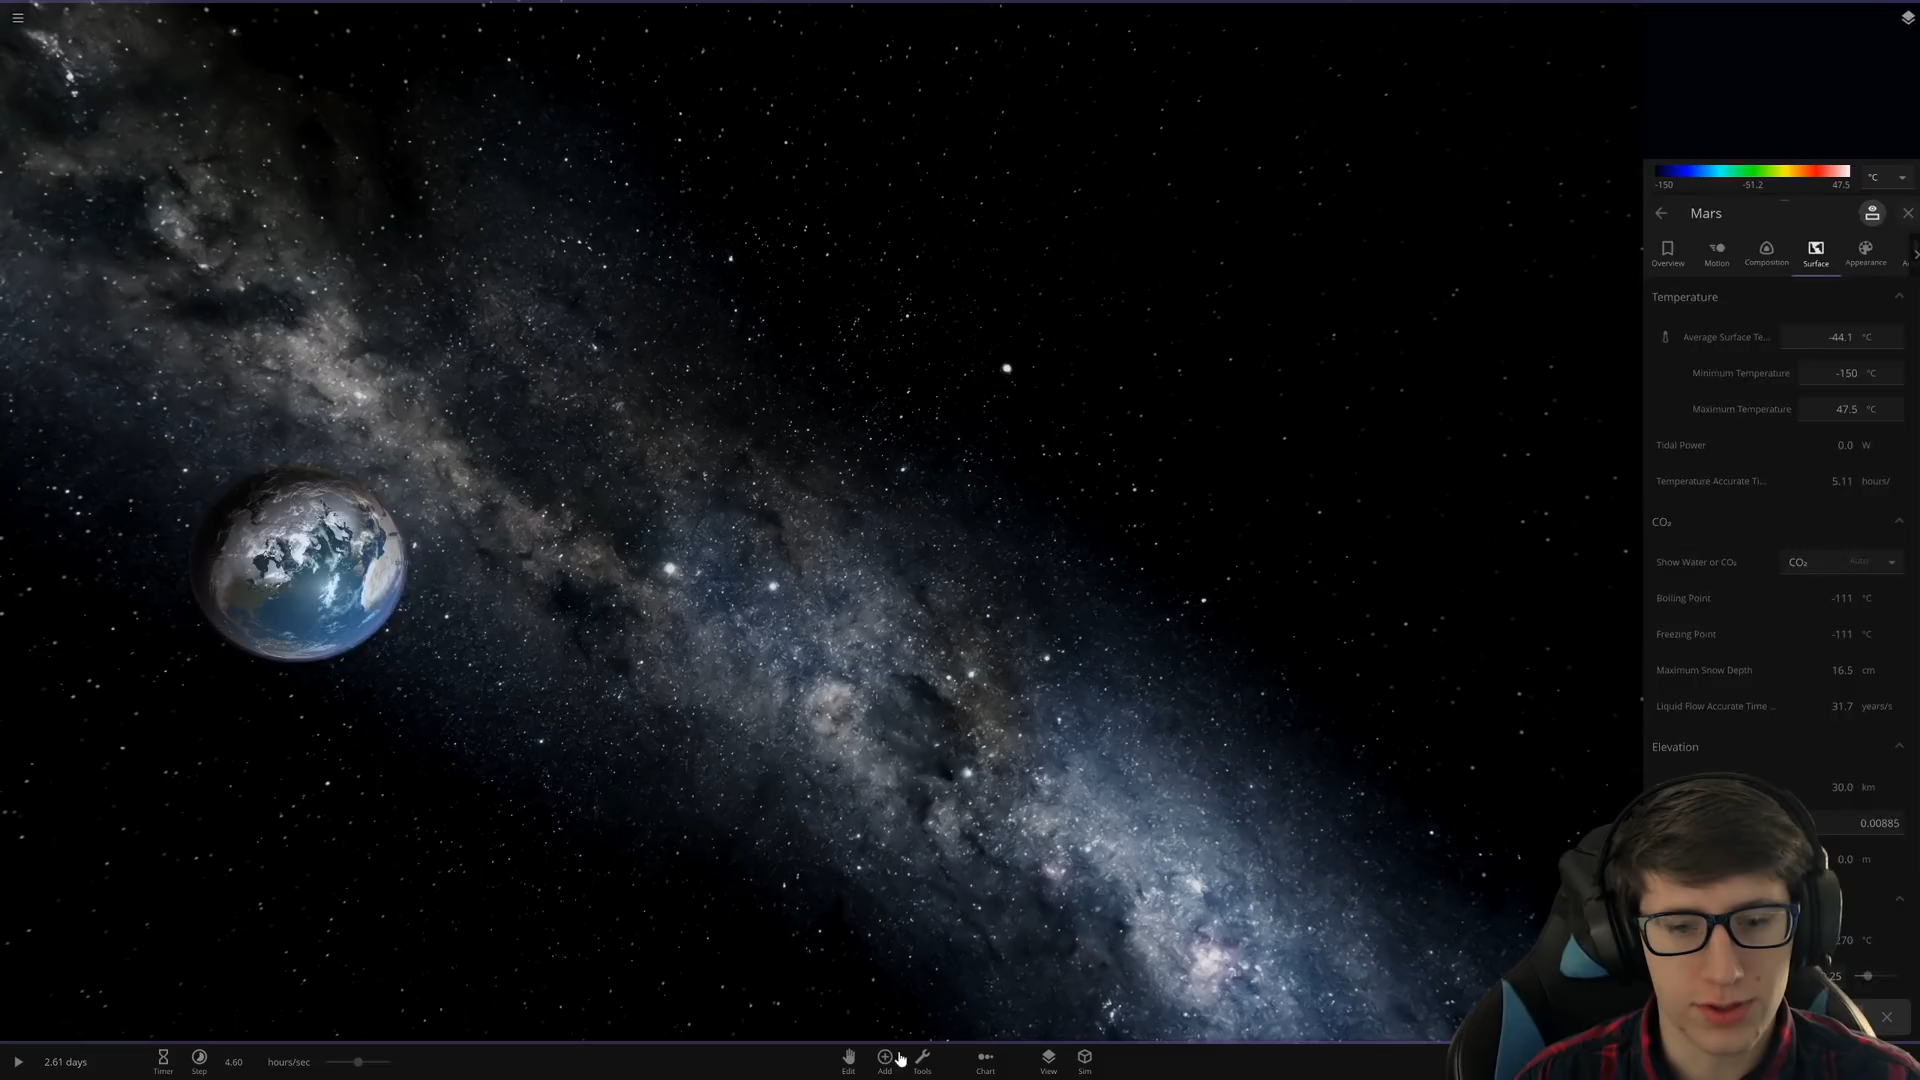 -150 -51.2 47.5 °C
Mars
Overview Motion Composition Surface Appearance A
Temperature
Average Surface Te... -44.1 °C
Minimum Temperature -150 °C
Maximum Temperature 47.5 °C
Tidal Power 0.0 W
Temperature Accurate Ti... 5.11 hours/
CO₂
Show Water or CO₂ CO₂ Auto
Boiling Point -111 °C
Freezing Point -111 °C
Maximum Snow Depth 16.5 cm
Liquid Flow Accurate Time ... 31.7 years/s
Elevation
30.0 km
0.00885
0.0 m
270 °C
.25
2.61 days Timer Step 4.60 hours/sec Edit Add Tools Chart View Sim